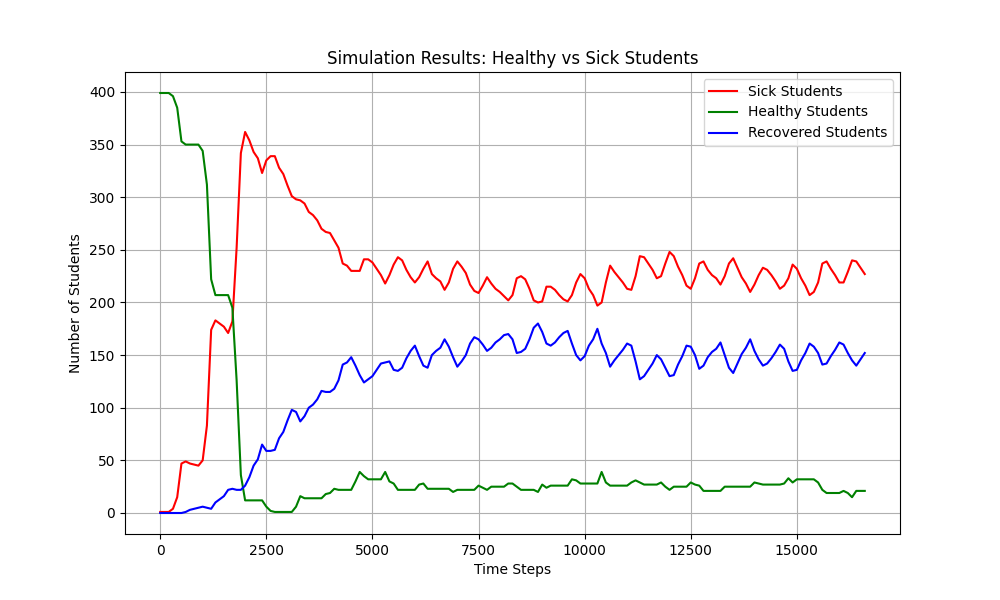 Simulation Results: Healthy vs Sick Students
Sick Students
Healthy Students
Recovered Students
Number of Students
400
350
300
250
200
150
100
50
0
0 2500 5000 7500 10000 12500 15000
Time Steps